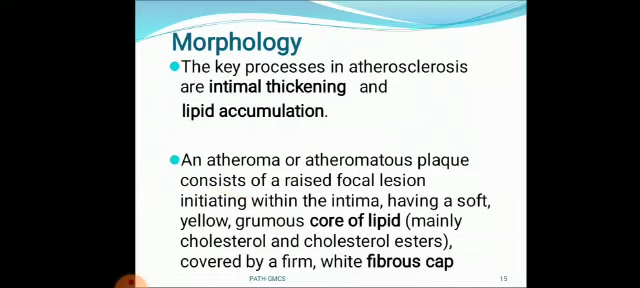 Morphology
The key processes in atherosclerosis
are intimal thickening and
lipid accumulation.
An atheroma or atheromatous plaque
consists of a raised focal lesion
initiating within the intima, having a soft,
yellow, grumous core of lipid (mainly
cholesterol and cholesterol esters),
covered by a firm, white fibrous cap
PATH-GMCS 15